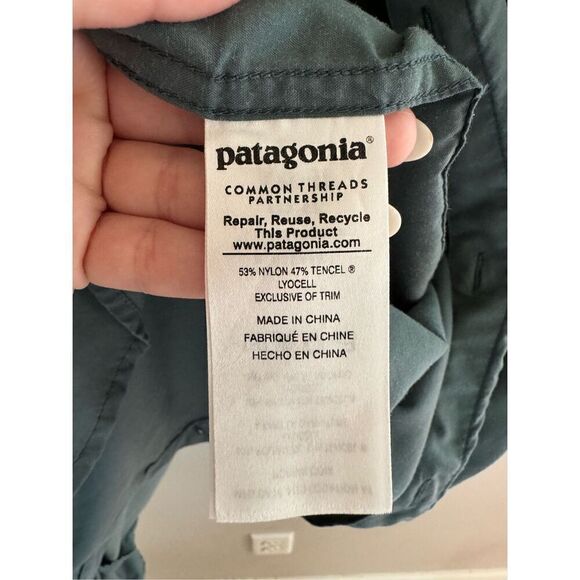 patagonia®
COMMON THREADS
PARTNERSHIP
Repair, Reuse, Recycle
This Product
www.patagonia.com
53% NYLON 47% TENCEL ®
LYOCELL
EXCLUSIVE OF TRIM
MADE IN CHINA
FABRIQUÉ EN CHINE
HECHO EN CHINA